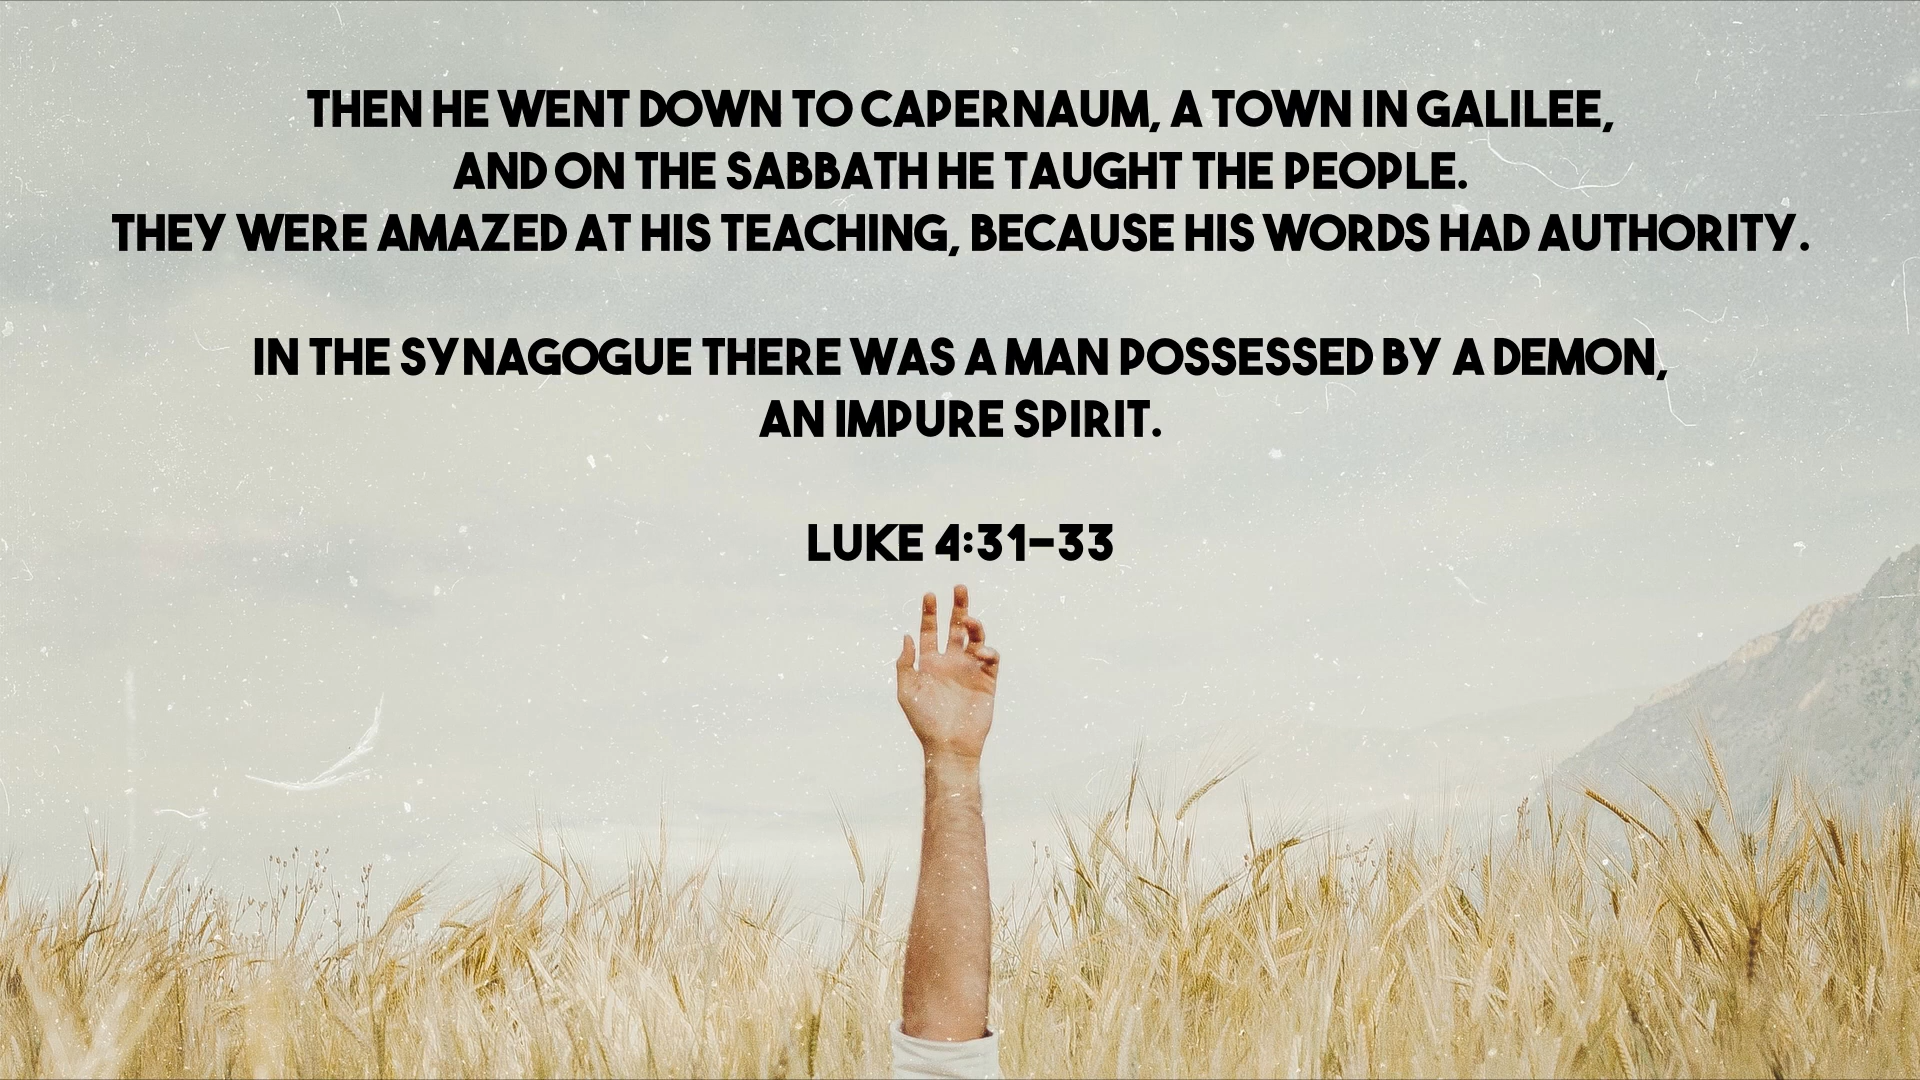 THEN HE WENT DOWN TO CAPERNAUM, A TOWN IN GALILEE,
AND ON THE SABBATH HE TAUGHT THE PEOPLE.
THEY WERE AMAZED AT HIS TEACHING, BECAUSE HIS WORDS HAD AUTHORITY.
IN THE SYNAGOGUE THERE WAS A MAN POSSESSED BY A DEMON,
AN IMPURE SPIRIT.
LUKE 4:31-33